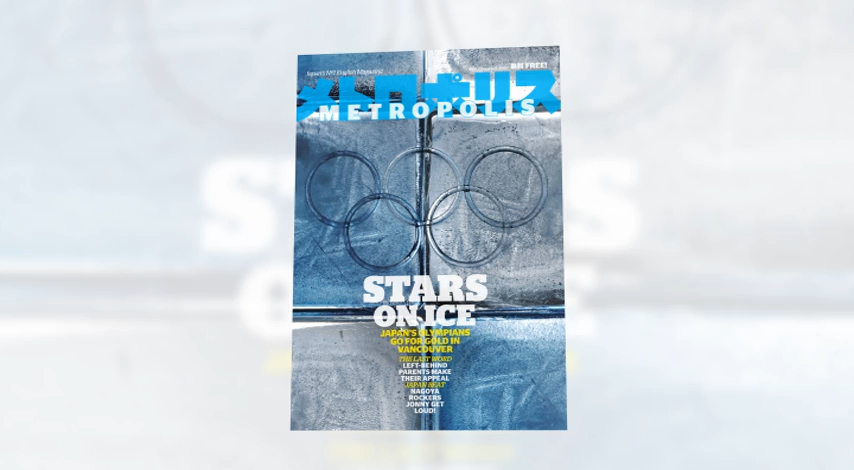 Japan's No.1 English Magazine
FREE!
メトロポリス
METROPOLIS
STARS
ON ICE
JAPAN'S OLYMPIANS
GO FOR GOLD IN
VANCOUVER
THE LAST WORD
LEFT-BEHIND
PARENTS MAKE
THEIR APPEAL
JAPAN BEAT
NAGOYA
ROCKERS
JONNY GET
LOUD!